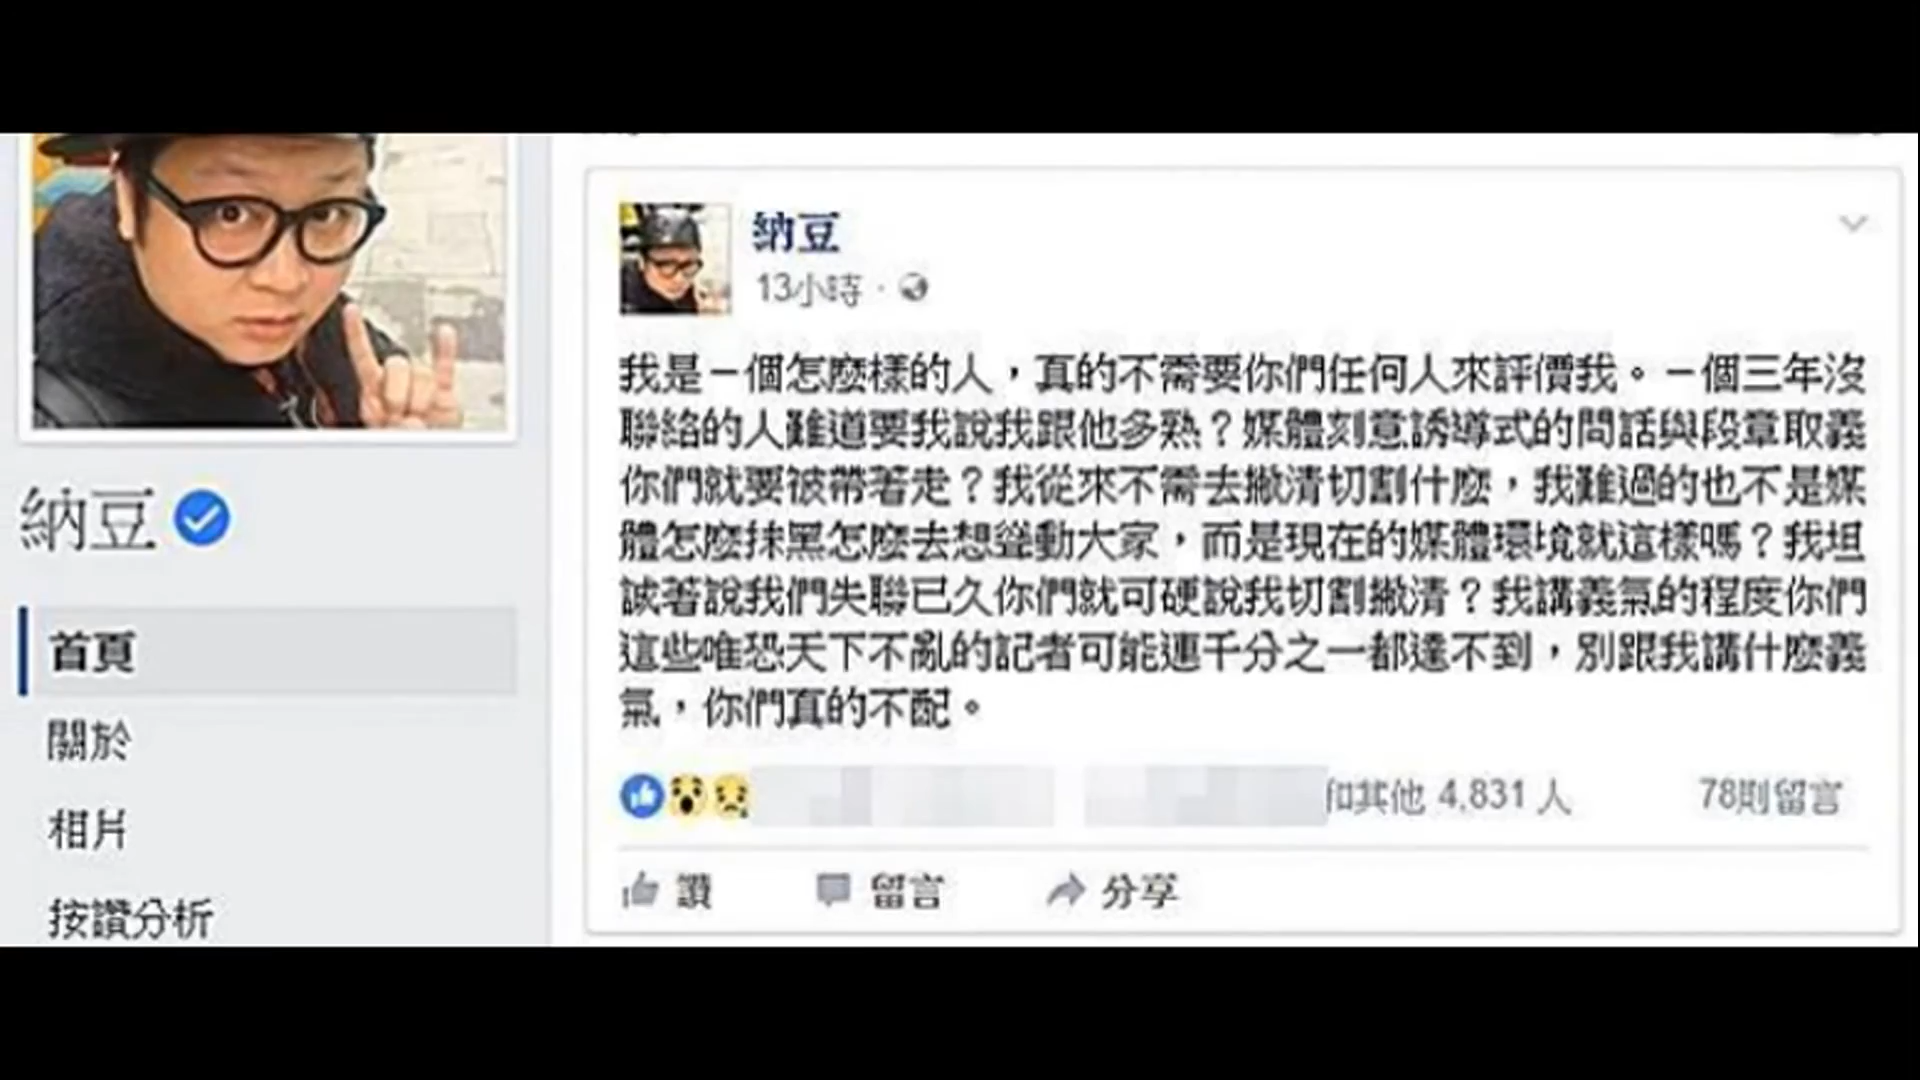 納豆
首頁
關於
相片
按讚分析
納豆
13小時
我是一個怎麼樣的人，真的不需要你們任何人來評價我。一個三年沒
聯絡的人難道要我說我跟他多熟？媒體刻意誘導式的問話與段章取義
你們就要被帶著走？我從來不需去撇清切割什麼，我難過的也不是媒
體怎麼抹黑怎麼去想聳動大家，而是現在的媒體環境就這樣嗎？我坦
誠著說我們失聯已久你們就可硬說我切割撇清？我講義氣的程度你們
這些唯恐天下不亂的記者可能連千分之一都達不到，別跟我講什麼義
氣，你們真的不配。
和其他 4,831 人 78則留言
讚 留言 分享